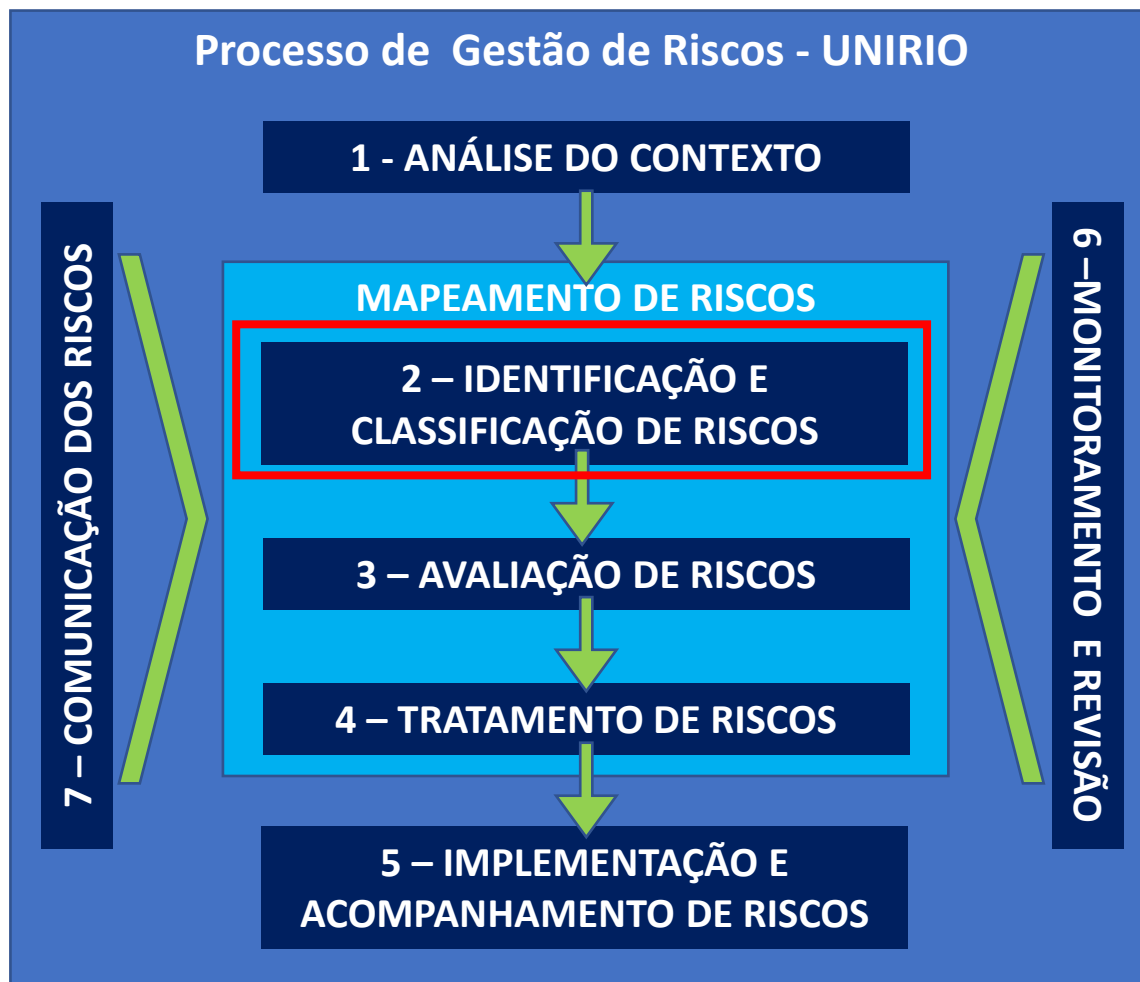 Processo de Gestão de Riscos - UNIRIO
1 - ANÁLISE DO CONTEXTO
MAPEAMENTO DE RISCOS
2 – IDENTIFICAÇÃO E
CLASSIFICAÇÃO DE RISCOS
3 – AVALIAÇÃO DE RISCOS
4 – TRATAMENTO DE RISCOS
5 – IMPLEMENTAÇÃO E
ACOMPANHAMENTO DE RISCOS
6 –MONITORAMENTO E REVISÃO
7 – COMUNICAÇÃO DOS RISCOS